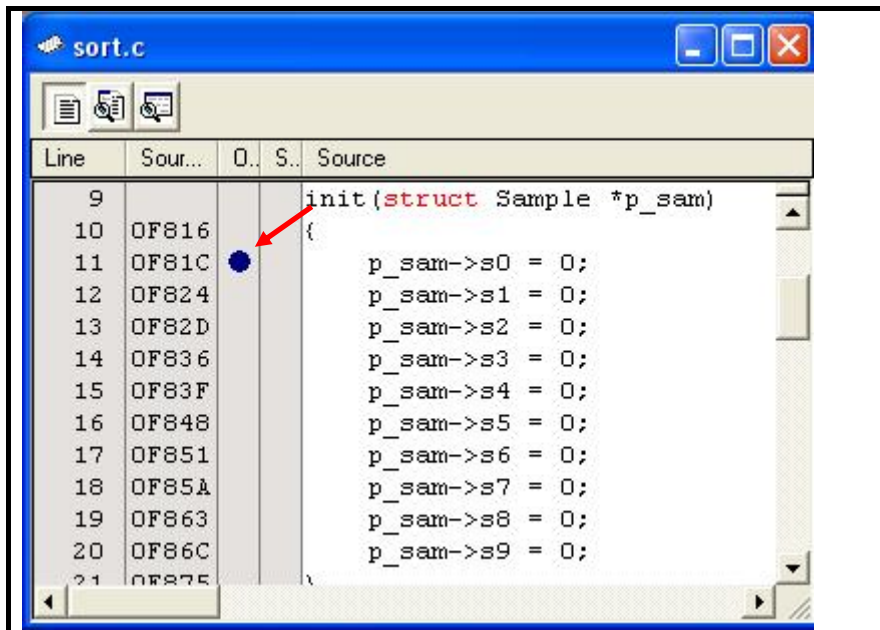 sort.c
Line Sour... O.. S.. Source
9 init(struct Sample *p_sam)
10 0F816 {
11 0F81C p_sam->s0 = 0;
12 0F824 p_sam->s1 = 0;
13 0F82D p_sam->s2 = 0;
14 0F836 p_sam->s3 = 0;
15 0F83F p_sam->s4 = 0;
16 0F848 p_sam->s5 = 0;
17 0F851 p_sam->s6 = 0;
18 0F85A p_sam->s7 = 0;
19 0F863 p_sam->s8 = 0;
20 0F86C p_sam->s9 = 0;
21 0F875 }